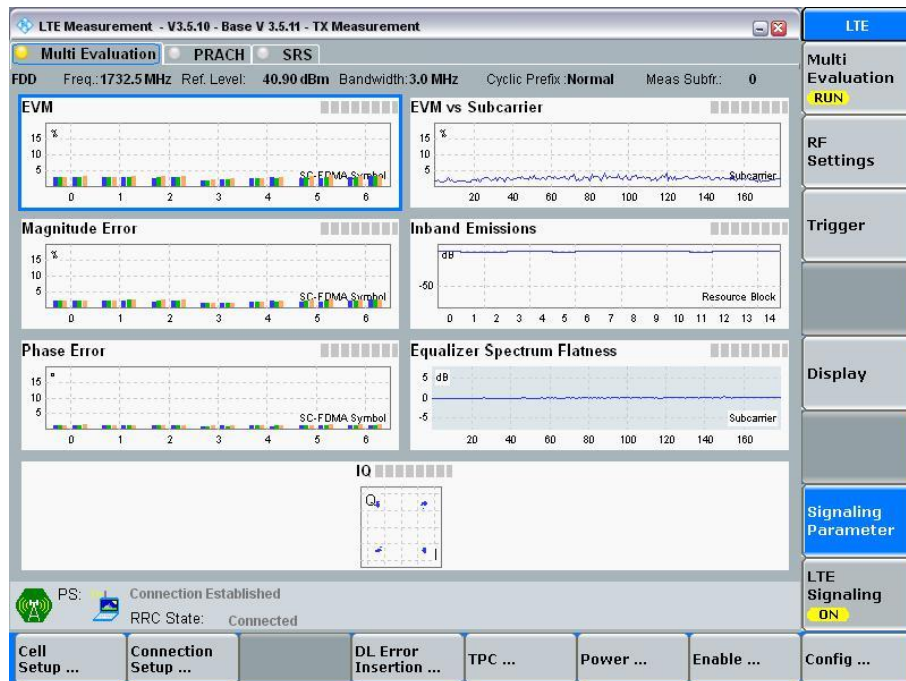 LTE Measurement - V3.5.10 - Base V 3.5.11 - TX Measurement
LTE
Multi Evaluation PRACH SRS
FDD Freq.: 1732.5 MHz Ref. Level: 40.90 dBm Bandwidth: 3.0 MHz Cyclic Prefix : Normal Meas Subfr.: 0
Multi
Evaluation
RUN
EVM
%
15
10
5
SC-FDMA Symbol
0 1 2 3 4 5 6
EVM vs Subcarrier
%
15
10
5
Subcarrier
20 40 60 80 100 120 140 160
RF
Settings
Magnitude Error
%
15
10
5
SC-FDMA Symbol
0 1 2 3 4 5 6
Inband Emissions
dB
-50
Resource Block
0 1 2 3 4 5 6 7 8 9 10 11 12 13 14
Trigger
Phase Error
°
15
10
5
SC-FDMA Symbol
0 1 2 3 4 5 6
Equalizer Spectrum Flatness
5 dB
0
-5
Subcarrier
20 40 60 80 100 120 140 160
Display
IQ
Q
I
Signaling
Parameter
PS: Connection Established
RRC State: Connected
LTE
Signaling
ON
Cell
Setup ...
Connection
Setup ...
DL Error
Insertion ...
TPC ...
Power ...
Enable ...
Config ...